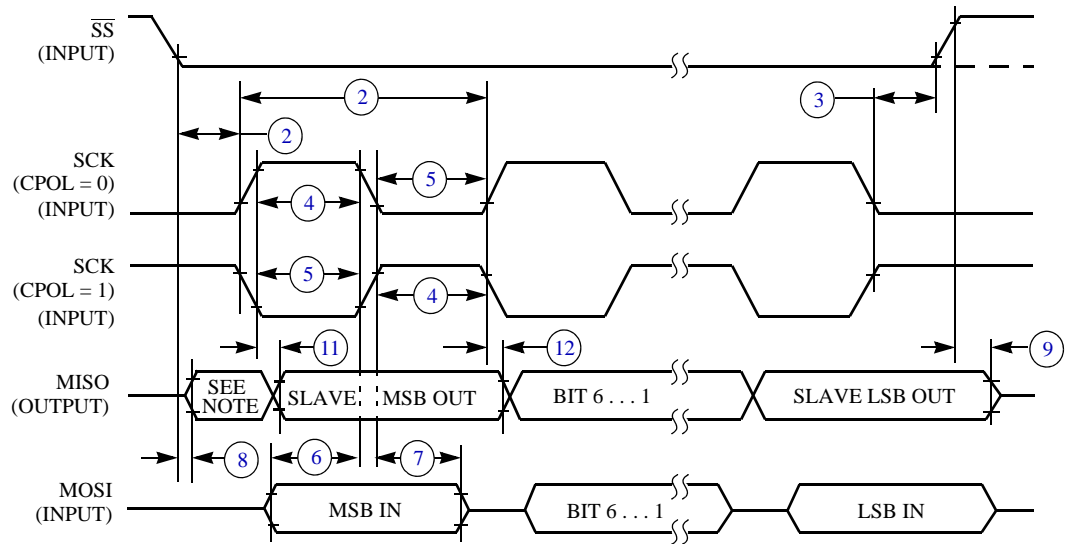 SS
(INPUT)
2
3
2
SCK
(CPOL = 0)
(INPUT)
5
4
SCK
(CPOL = 1)
(INPUT)
5
4
11
12
9
MISO
(OUTPUT)
SEE
NOTE
SLAVE
MSB OUT
BIT 6 . . . 1
SLAVE LSB OUT
8
6
7
MOSI
(INPUT)
MSB IN
BIT 6 . . . 1
LSB IN